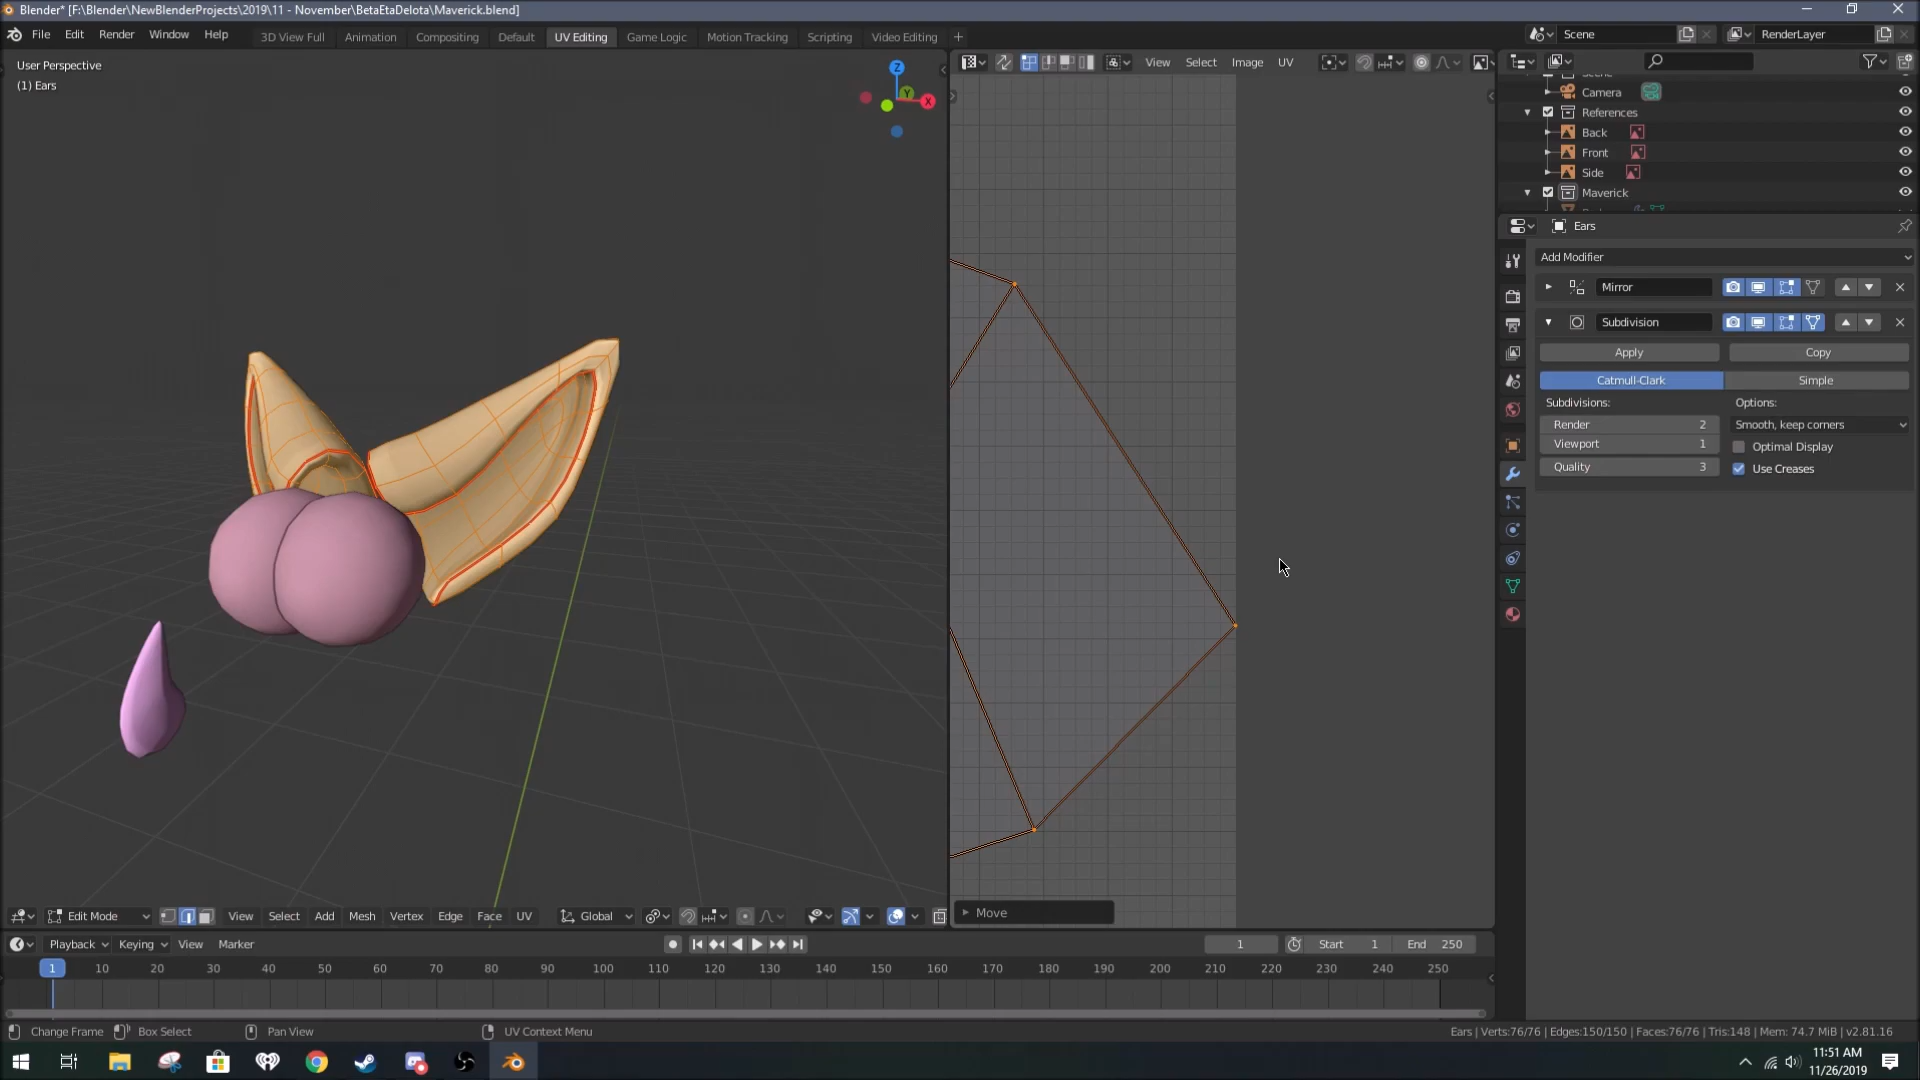 Blender* [F:\Blender\NewBlenderProjects\2019\11 - November\BetaEtaDelota\Maverick.blend]
File Edit Render Window Help
3D View Full Animation Compositing Default UV Editing Game Logic Motion Tracking Scripting Video Editing +
Scene
RenderLayer
User Perspective
(1) Ears
Z
Y
X
View Select Image UV
Camera
References
Back
Front
Side
Maverick
Ears
Add Modifier
Mirror
Subdivision
Apply Copy
Catmull-Clark Simple
Subdivisions: Options:
Render 2 Smooth, keep corners
Viewport 1 Optimal Display
Quality 3 Use Creases
Move
Edit Mode View Select Add Mesh Vertex Edge Face UV Global
Playback Keying View Marker
1 Start 1 End 250
1 10 20 30 40 50 60 70 80 90 100 110 120 130 140 150 160 170 180 190 200 210 220 230 240 250
Change Frame Box Select Pan View UV Context Menu
Ears | Verts:76/76 | Edges:150/150 | Faces:76/76 | Tris:148 | Mem: 74.7 MiB | v2.81.16
11:51 AM
11/26/2019